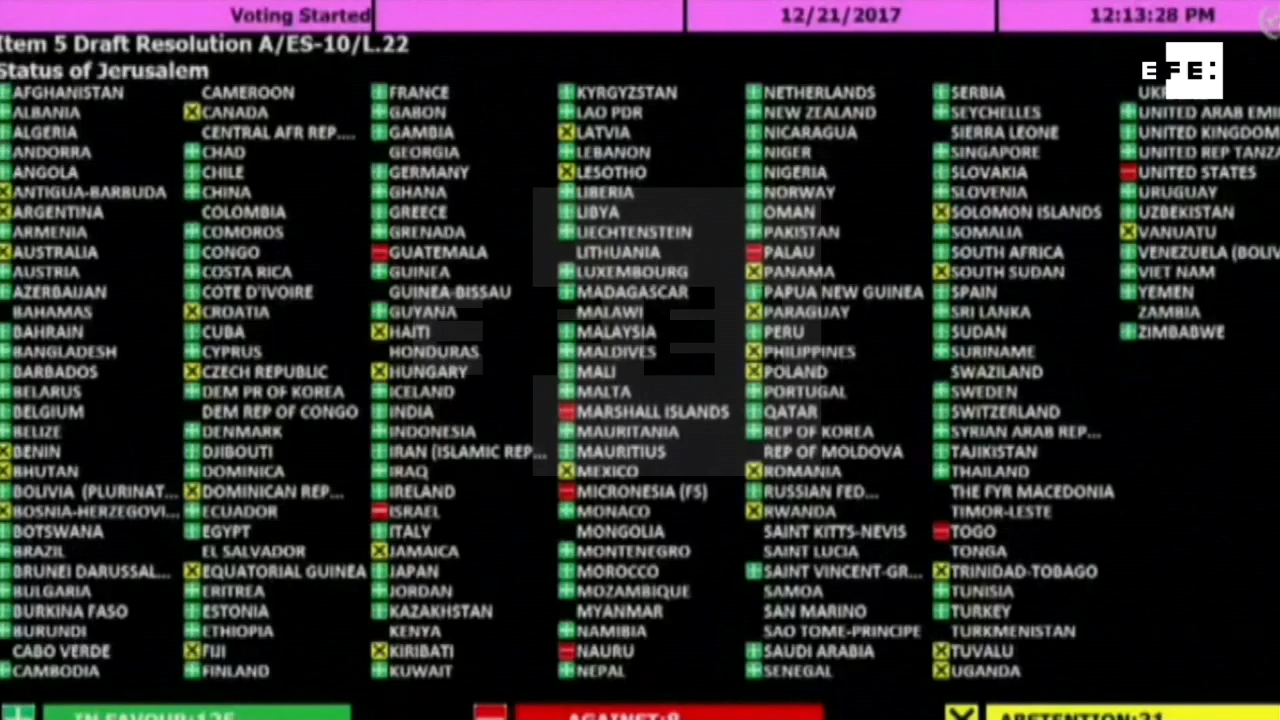 Voting Started 12/21/2017 12:13:28 PM
Item 5 Draft Resolution A/ES-10/L.22
Status of Jerusalem
EFE:
AFGHANISTAN
ALBANIA
ALGERIA
ANDORRA
ANGOLA
ANTIGUA-BARBUDA
ARGENTINA
ARMENIA
AUSTRALIA
AUSTRIA
AZERBAIJAN
BAHAMAS
BAHRAIN
BANGLADESH
BARBADOS
BELARUS
BELGIUM
BELIZE
BENIN
BHUTAN
BOLIVIA (PLURINAT...
BOSNIA-HERZEGOVI...
BOTSWANA
BRAZIL
BRUNEI DARUSSAL...
BULGARIA
BURKINA FASO
BURUNDI
CABO VERDE
CAMBODIA
CAMEROON
CANADA
CENTRAL AFR REP....
CHAD
CHILE
CHINA
COLOMBIA
COMOROS
CONGO
COSTA RICA
COTE D'IVOIRE
CROATIA
CUBA
CYPRUS
CZECH REPUBLIC
DEM PR OF KOREA
DEM REP OF CONGO
DENMARK
DJIBOUTI
DOMINICA
DOMINICAN REP...
ECUADOR
EGYPT
EL SALVADOR
EQUATORIAL GUINEA
ERITREA
ESTONIA
ETHIOPIA
FIJI
FINLAND
FRANCE
GABON
GAMBIA
GEORGIA
GERMANY
GHANA
GREECE
GRENADA
GUATEMALA
GUINEA
GUINEA-BISSAU
GUYANA
HAITI
HONDURAS
HUNGARY
ICELAND
INDIA
INDONESIA
IRAN (ISLAMIC REP...
IRAQ
IRELAND
ISRAEL
ITALY
JAMAICA
JAPAN
JORDAN
KAZAKHSTAN
KENYA
KIRIBATI
KUWAIT
KYRGYZSTAN
LAO PDR
LATVIA
LEBANON
LESOTHO
LIBERIA
LIBYA
LIECHTENSTEIN
LITHUANIA
LUXEMBOURG
MADAGASCAR
MALAWI
MALAYSIA
MALDIVES
MALI
MALTA
MARSHALL ISLANDS
MAURITANIA
MAURITIUS
MEXICO
MICRONESIA (FS)
MONACO
MONGOLIA
MONTENEGRO
MOROCCO
MOZAMBIQUE
MYANMAR
NAMIBIA
NAURU
NEPAL
NETHERLANDS
NEW ZEALAND
NICARAGUA
NIGER
NIGERIA
NORWAY
OMAN
PAKISTAN
PALAU
PANAMA
PAPUA NEW GUINEA
PARAGUAY
PERU
PHILIPPINES
POLAND
PORTUGAL
QATAR
REP OF KOREA
REP OF MOLDOVA
ROMANIA
RUSSIAN FED...
RWANDA
SAINT KITTS-NEVIS
SAINT LUCIA
SAINT VINCENT-GR...
SAMOA
SAN MARINO
SAO TOME-PRINCIPE
SAUDI ARABIA
SENEGAL
SERBIA
SEYCHELLES
SIERRA LEONE
SINGAPORE
SLOVAKIA
SLOVENIA
SOLOMON ISLANDS
SOMALIA
SOUTH AFRICA
SOUTH SUDAN
SPAIN
SRI LANKA
SUDAN
SURINAME
SWAZILAND
SWEDEN
SWITZERLAND
SYRIAN ARAB REP...
TAJIKISTAN
THAILAND
THE FYR MACEDONIA
TIMOR-LESTE
TOGO
TONGA
TRINIDAD-TOBAGO
TUNISIA
TURKEY
TURKMENISTAN
TUVALU
UGANDA
UNITED ARAB EMI
UNITED KINGDOM
UNITED REP TANZA
UNITED STATES
URUGUAY
UZBEKISTAN
VANUATU
VENEZUELA (BOLIV
VIET NAM
YEMEN
ZAMBIA
ZIMBABWE
IN FAVOUR:125 AGAINST:9 ABSTENTION:21